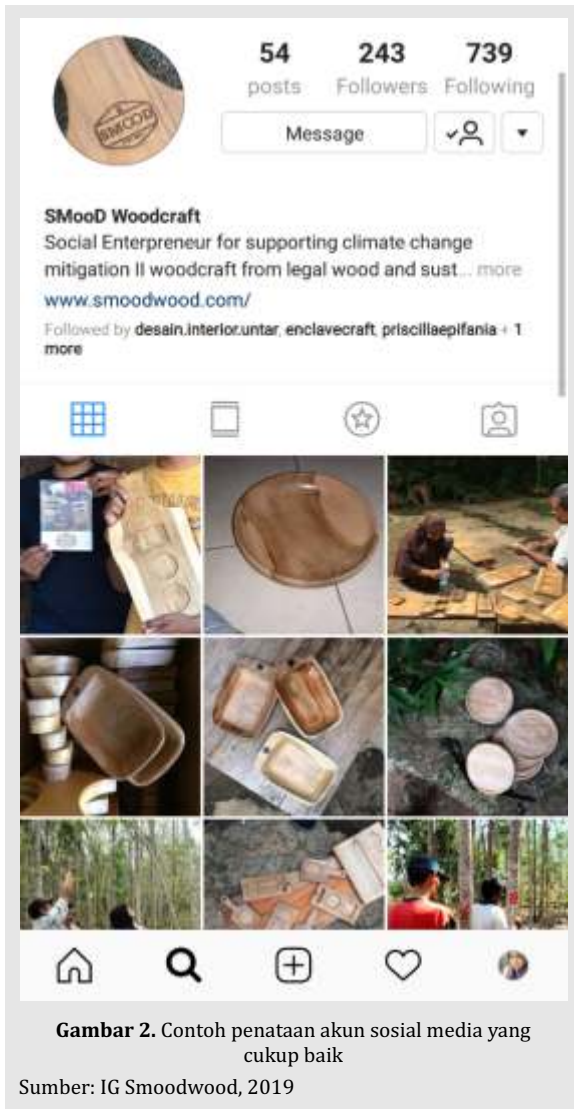 54 243 739
posts Followers Following
Message
SMooD Woodcraft
Social Enterpreneur for supporting climate change
mitigation II woodcraft from legal wood and sust... more
www.smoodwood.com/
Followed by desain.interior.untar, enclavecraft, priscillaepifania + 1
more
SMOOD
Gambar 2. Contoh penataan akun sosial media yang
cukup baik
Sumber: IG Smoodwood, 2019